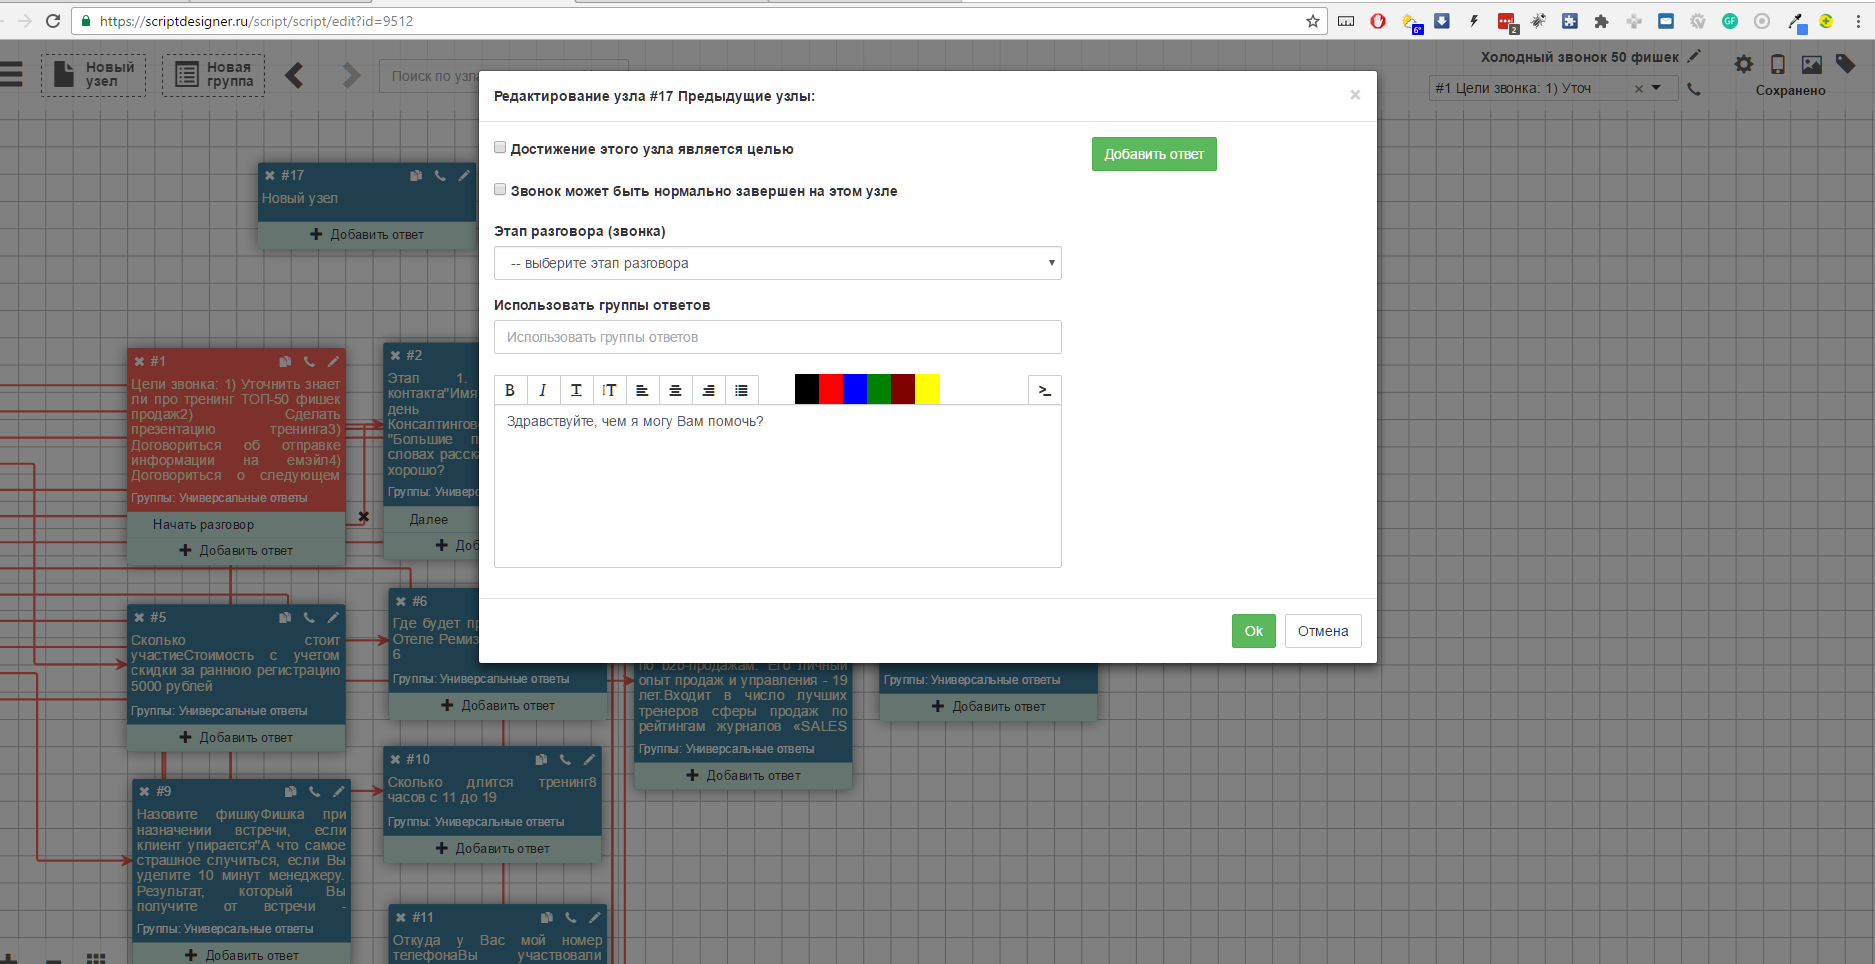 https://scriptdesigner.ru/script/script/edit?id=9512
6°
2
GF
Новый
узел
Новая
группа
Поиск по узла
Холодный звонок 50 фишек
#1 Цели звонка: 1) Уточ
×
Сохранено
Редактирование узла #17 Предыдущие узлы:
×
Достижение этого узла является целью
Добавить ответ
Звонок может быть нормально завершен на этом узле
Этап разговора (звонка)
-- выберите этап разговора
Использовать группы ответов
Использовать группы ответов
B
I
T
IT
>_
Здравствуйте, чем я могу Вам помочь?
Ok
Отмена
#17
Новый узел
Добавить ответ
#1
Цели звонка: 1) Уточнить знает
ли про тренинг ТОП-50 фишек
продаж2) Сделать
презентацию тренинга3)
Договориться об отправке
информации на емэйл4)
Договориться о следующем
Группы: Универсальные ответы
Начать разговор
Добавить ответ
#2
Этап 1.
контакта"Имя
день
Консалтингов
"Большие п
словах расска
хорошо?
Группы: Универс
Далее
Доб
#5
Сколько стоит
участиеСтоимость с учетом
скидки за раннюю регистрацию
5000 рублей
Группы: Универсальные ответы
Добавить ответ
#6
Где будет пр
Отеле Ремиз
6
Группы: Универсальные ответы
Добавить ответ
по b2b-продажам. Его личный
опыт продаж и управления - 19
лет.Входит в число лучших
тренеров сферы продаж по
рейтингам журналов «SALES
Группы: Универсальные ответы
Добавить ответ
Группы: Универсальные ответы
Добавить ответ
#9
Назовите фишкуФишка при
назначении встречи, если
клиент упирается"А что самое
страшное случиться, если Вы
уделите 10 минут менеджеру.
Результат, который Вы
получите от встречи -
Группы: Универсальные ответы
Добавить ответ
#10
Сколько длится тренинг8
часов с 11 до 19
Группы: Универсальные ответы
Добавить ответ
#11
Откуда у Вас мой номер
телефонаВы участвовали